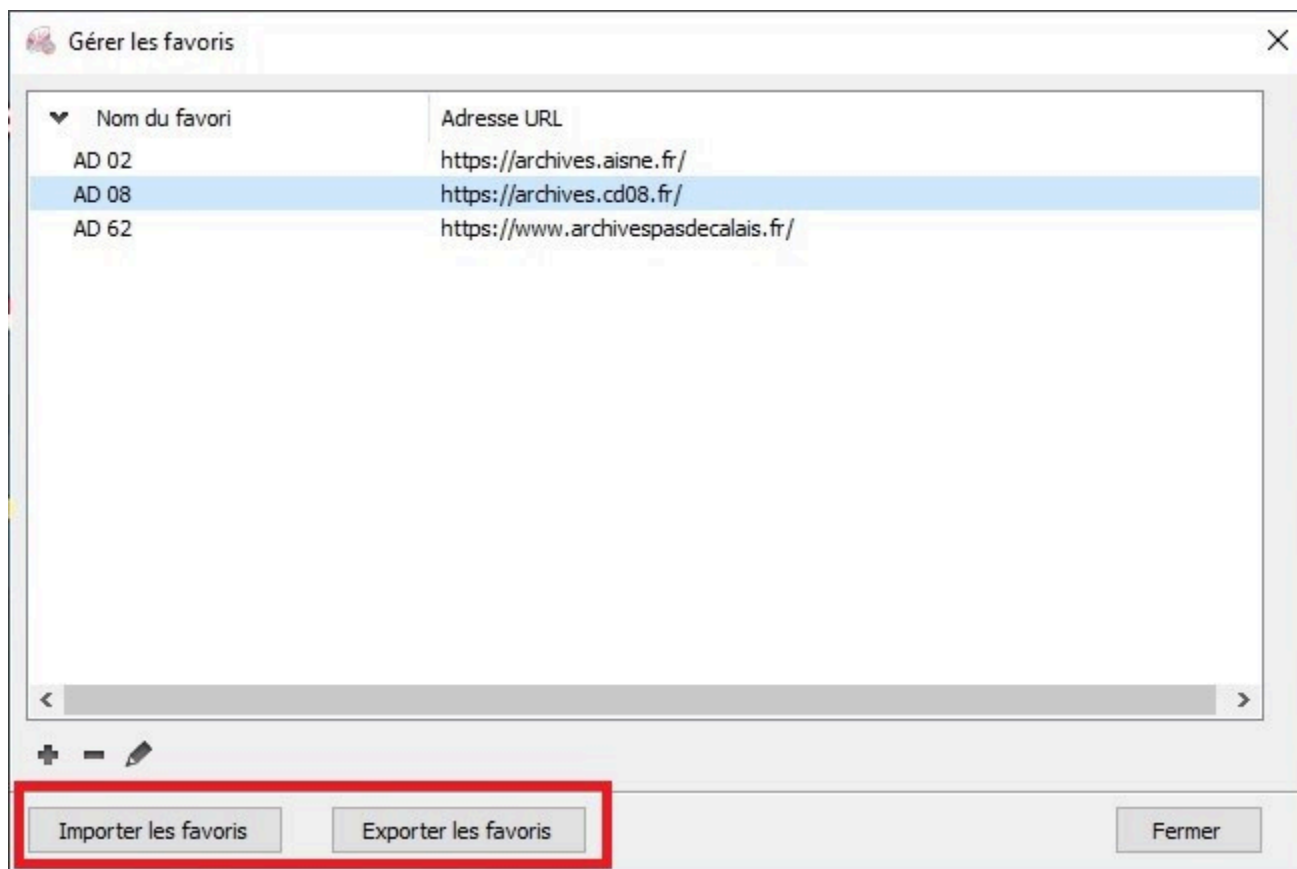 Gérer les favoris
Nom du favori Adresse URL
AD 02 https://archives.aisne.fr/
AD 08 https://archives.cd08.fr/
AD 62 https://www.archivespasdecalais.fr/
Importer les favoris Exporter les favoris Fermer